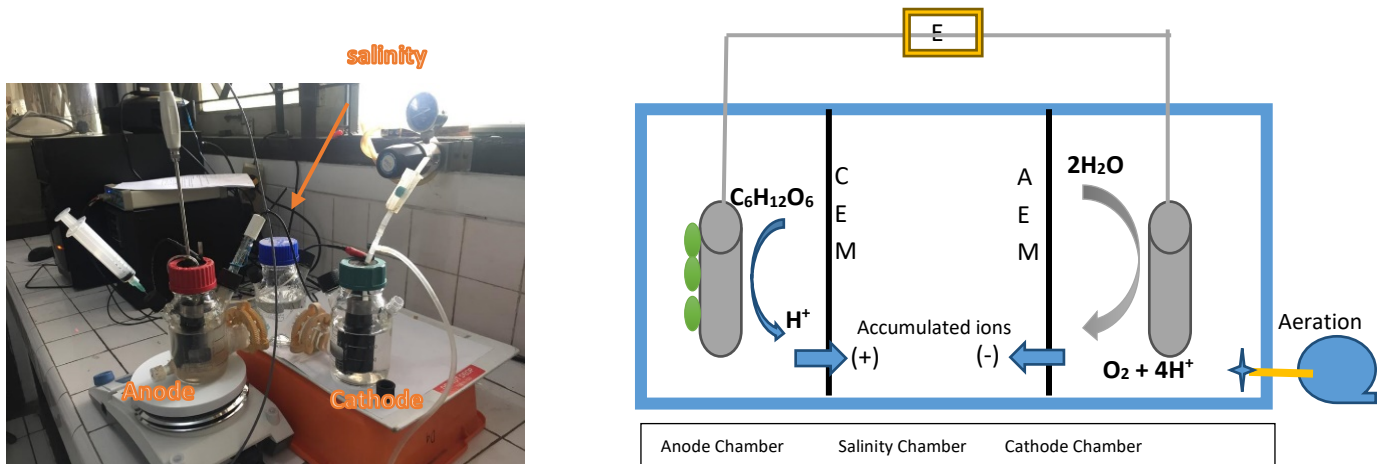 salinity
Anode
Cathode
E
C
E
M
A
E
M
C₆H₁₂O₆
H⁺
2H₂O
O₂ + 4H⁺
Accumulated ions
(+)
(-)
Aeration
Anode Chamber
Salinity Chamber
Cathode Chamber